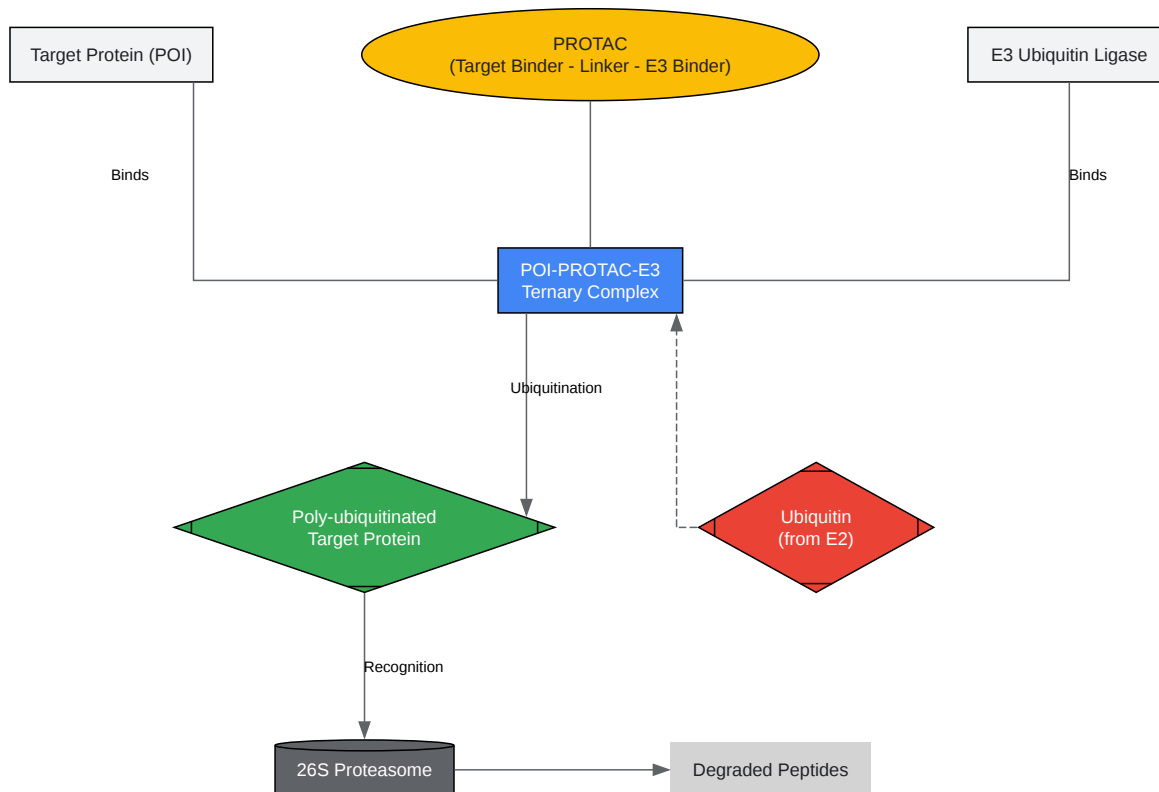 Target Protein (POI)
PROTAC
(Target Binder - Linker - E3 Binder)
E3 Ubiquitin Ligase
Binds
Binds
POI-PROTAC-E3
Ternary Complex
Ubiquitination
Poly-ubiquitinated
Target Protein
Ubiquitin
(from E2)
Recognition
26S Proteasome
Degraded Peptides